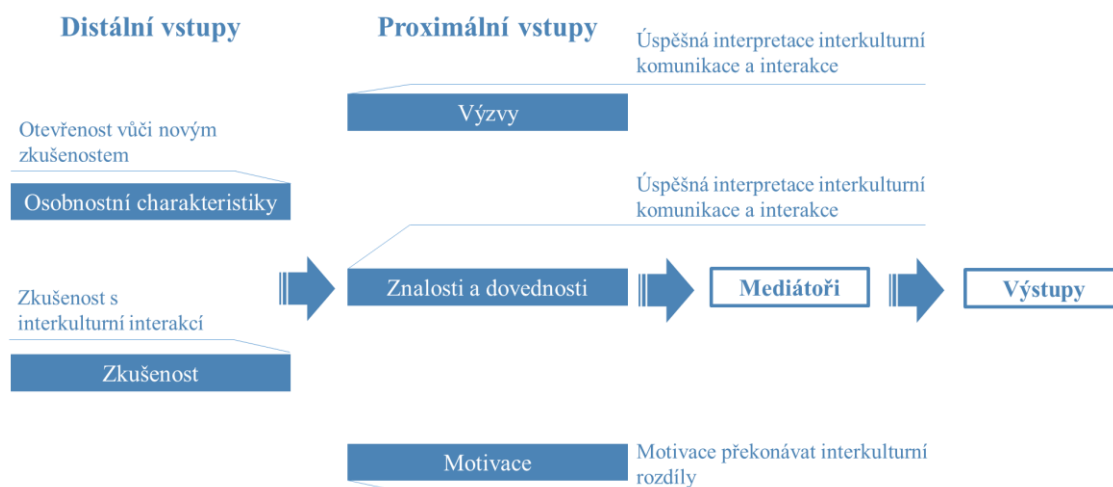 Distální vstupy
Proximální vstupy
Úspěšná interpretace interkulturní
komunikace a interakce
Výzvy
Otevřenost vůči novým
zkušenostem
Osobnostní charakteristiky
Úspěšná interpretace interkulturní
komunikace a interakce
Znalosti a dovednosti
Mediátoři
Výstupy
Zkušenost s
interkulturní interakcí
Zkušenost
Motivace
Motivace překonávat interkulturní
rozdíly